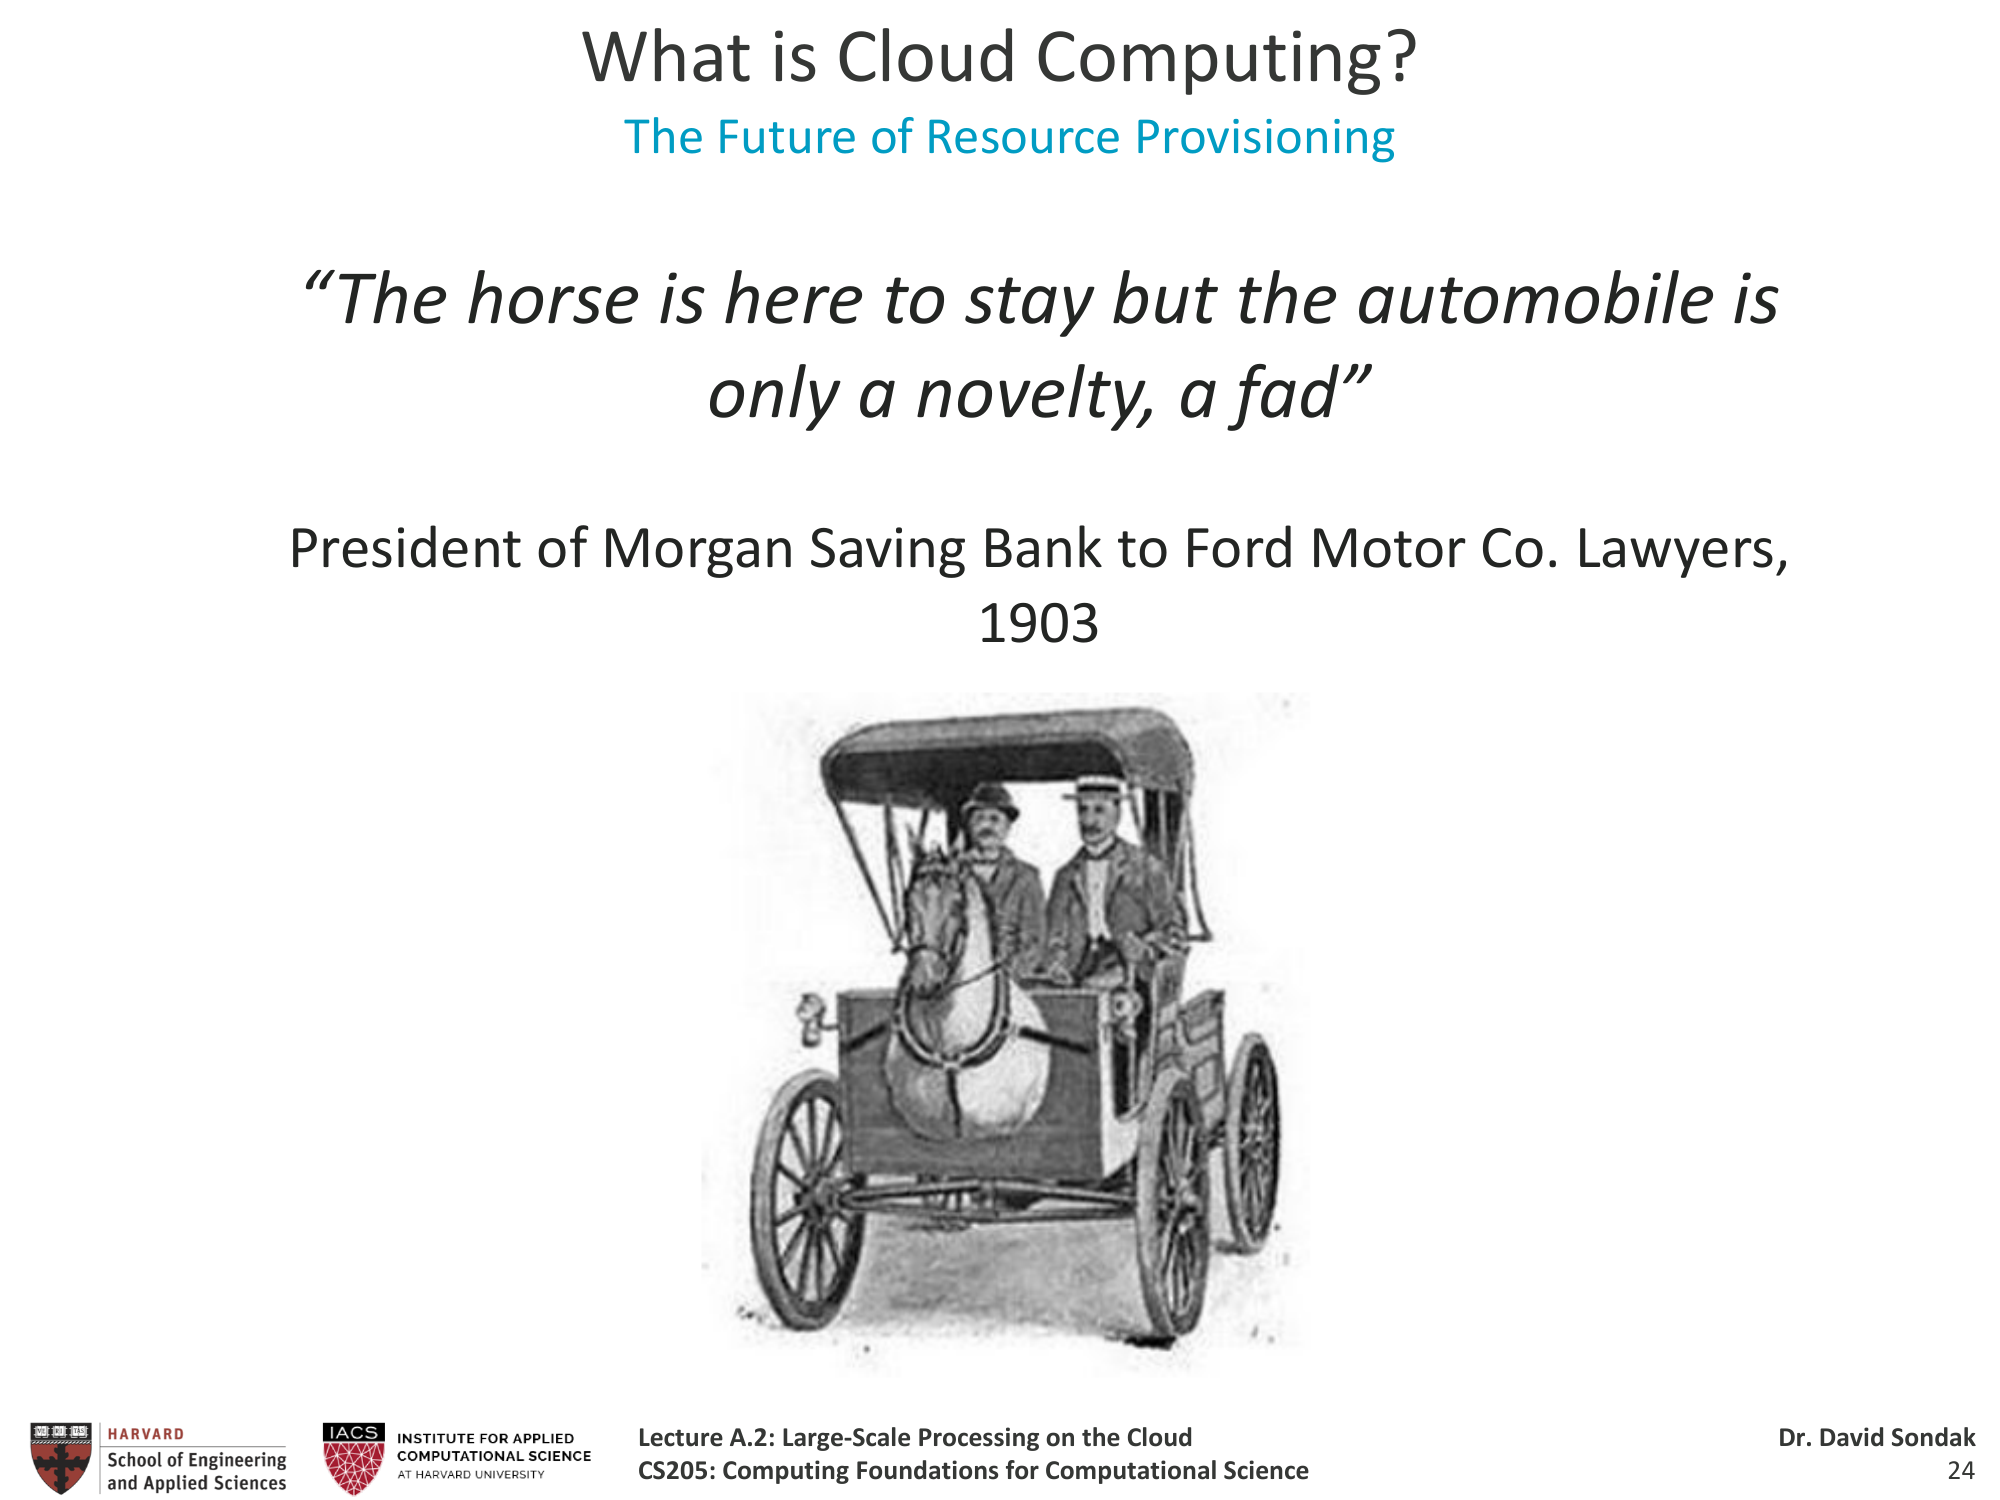 What is Cloud Computing?
The Future of Resource Provisioning
“The horse is here to stay but the automobile is
only a novelty, a fad”
President of Morgan Saving Bank to Ford Motor Co. Lawyers,
1903
HARVARD
School of Engineering
and Applied Sciences
IACS
INSTITUTE FOR APPLIED
COMPUTATIONAL SCIENCE
AT HARVARD UNIVERSITY
Lecture A.2: Large-Scale Processing on the Cloud
CS205: Computing Foundations for Computational Science
Dr. David Sondak
24